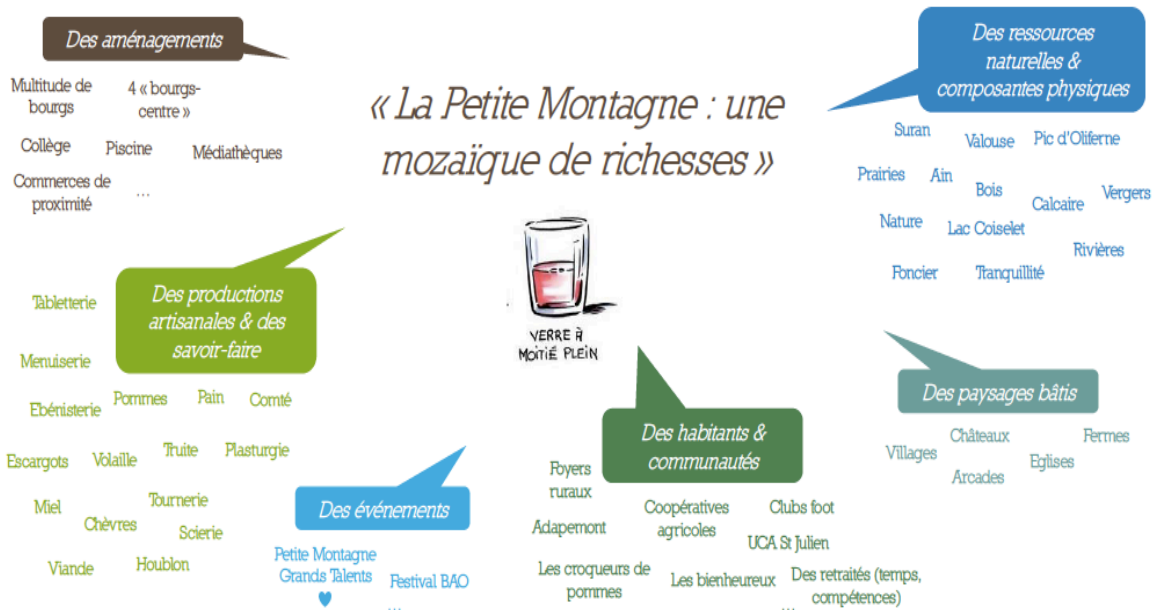 Des aménagements
Multitude de
bourgs
4 « bourgs-
centre »
Collège
Piscine
Médiathèques
Commerces de
proximité
...
« La Petite Montagne : une
mozaïque de richesses »
VERRE À
MOITIÉ PLEIN
Des ressources
naturelles &
composantes physiques
Suran
Valouse
Pic d'Oliferne
Prairies
Ain
Bois
Calcaire
Vergers
Nature
Lac Coiselet
Rivières
Foncier
Tranquillité
Des productions
artisanales & des
savoir-faire
Tabletterie
Menuiserie
Ebénisterie
Pommes
Pain
Comté
Escargots
Volaille
Truite
Plasturgie
Miel
Chèvres
Tournerie
Scierie
Viande
Houblon
Des événements
Petite Montagne
Grands Talents
Festival BAO
...
Des habitants &
communautés
Foyers
ruraux
Adapemont
Coopératives
agricoles
Clubs foot
UCA St Julien
Les croqueurs de
pommes
Les bienheureux
Des retraités (temps,
compétences)
...
Des paysages bâtis
Villages
Châteaux
Arcades
Eglises
Fermes